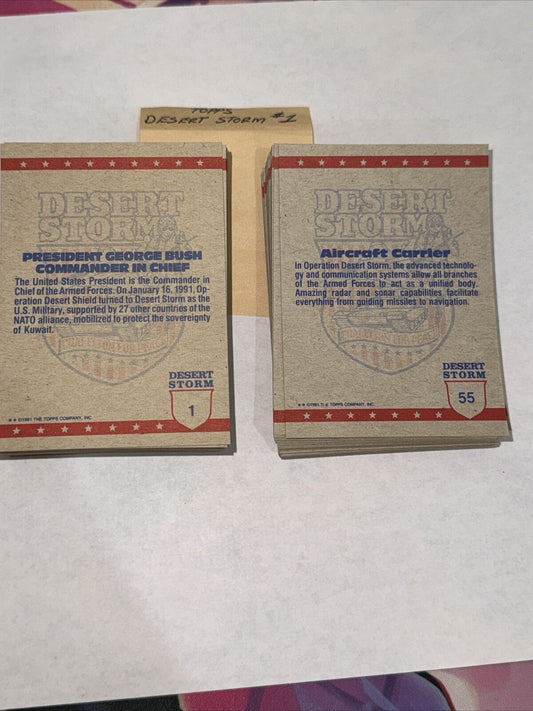 TOPPS
DESERT STORM #1
DESERT
STORM
PRESIDENT GEORGE BUSH
COMMANDER IN CHIEF
The United States President is the Commander in
Chief of the Armed Forces. On January 16, 1991, Op-
eration Desert Shield turned to Desert Storm as the
U.S. Military, supported by 27 other countries of the
NATO alliance, mobilized to protect the sovereignty
of Kuwait.
DESERT
STORM
1
★★ ©1991 THE TOPPS COMPANY, INC.
DESERT
STORM
Aircraft Carrier
In Operation Desert Storm, the advanced technolo-
gy and communication systems allow all branches
of the Armed Forces to act as a unified body.
Amazing radar and sonar capabilities facilitate
everything from guiding missiles to navigation.
DESERT
STORM
55
★★ ©1991 THE TOPPS COMPANY, INC.